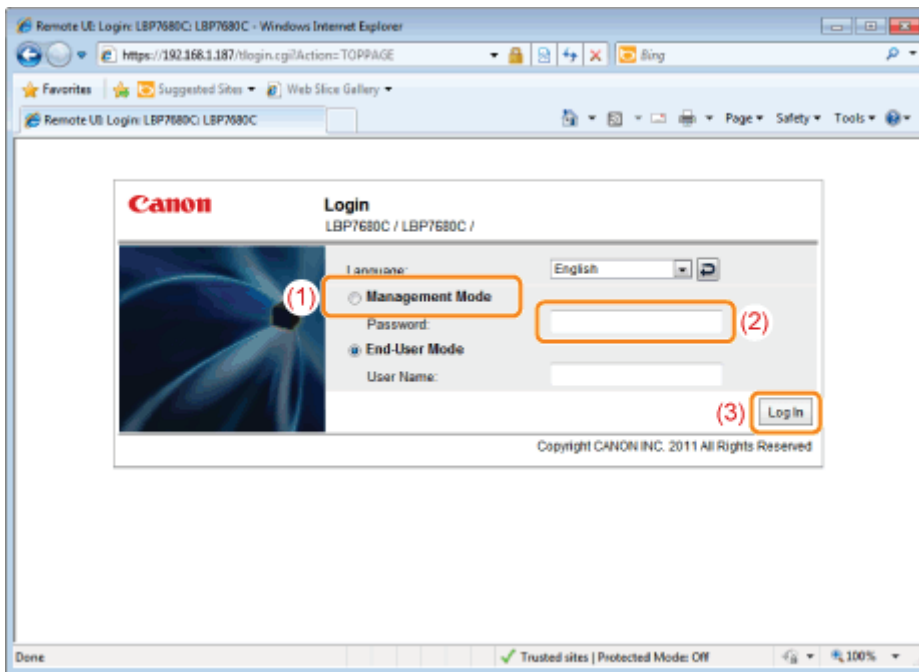 Remote UI: Login: LBP7680C: LBP7680C - Windows Internet Explorer
https://192.168.1.187/tlogin.cgi?Action=TOPPAGE
Bing
Favorites Suggested Sites Web Slice Gallery
Remote UI: Login: LBP7680C: LBP7680C Page Safety Tools
Canon Login
LBP7680C / LBP7680C /
Language: English
(1) Management Mode
Password: (2)
End-User Mode
User Name:
(3) Log In
Copyright CANON INC. 2011 All Rights Reserved
Done Trusted sites | Protected Mode: Off 100%